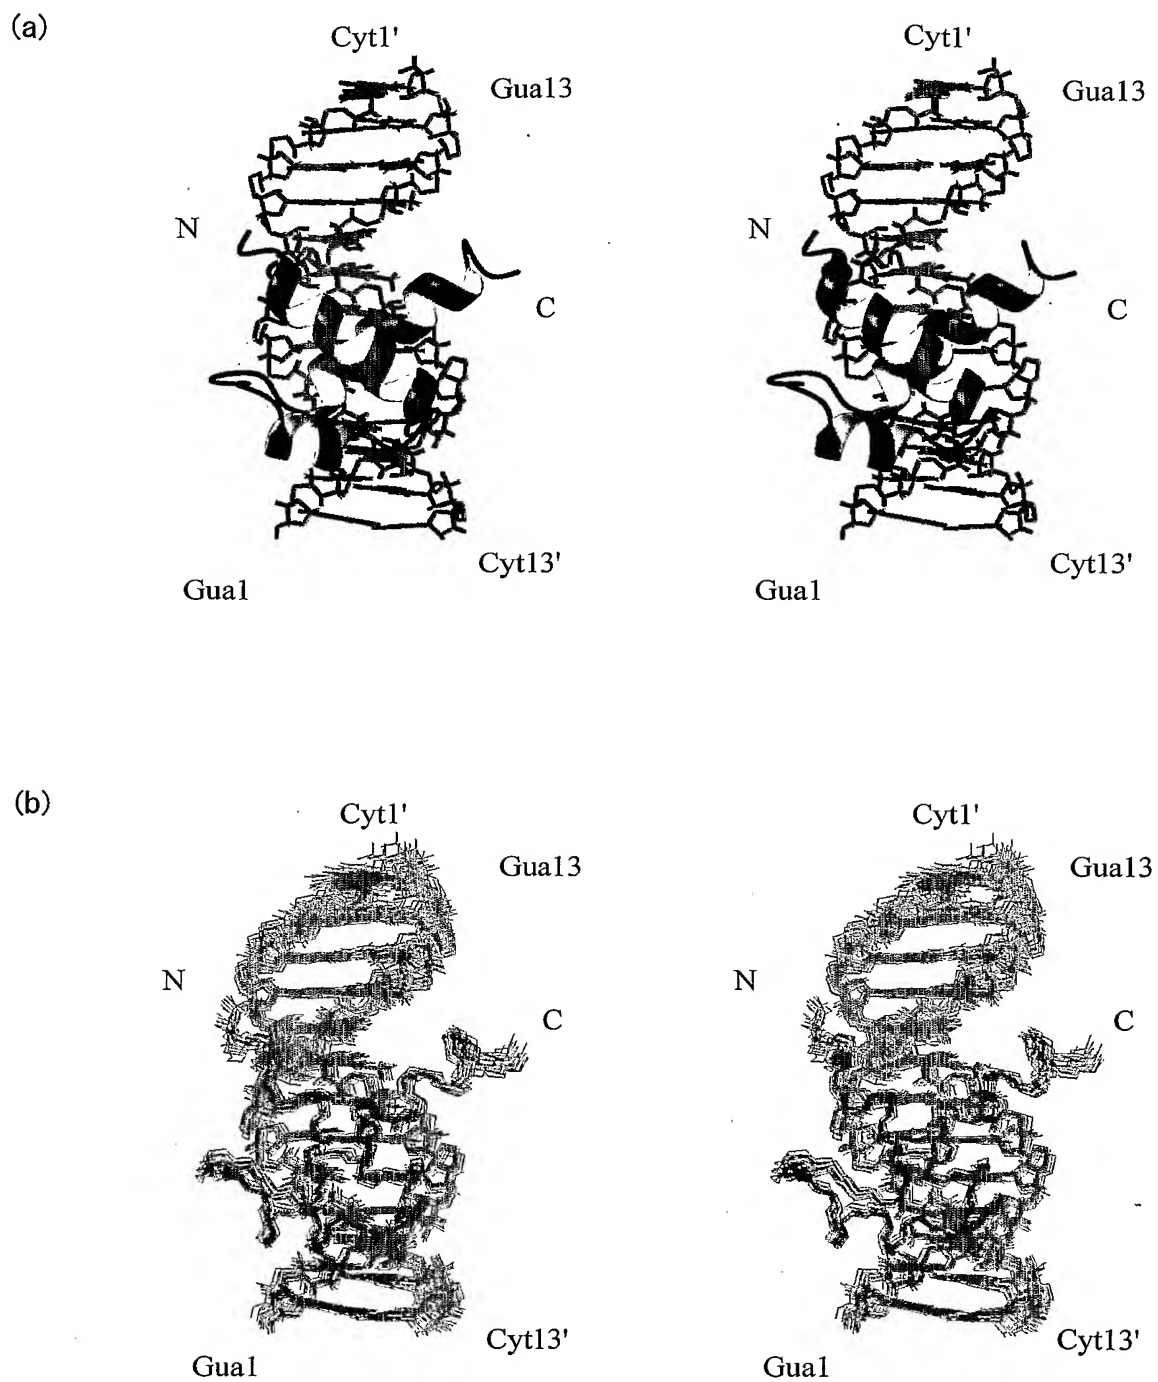 (a)
Cyt1' Cyt1'
Gua13 Gua13
N N
C C
Cyt13' Cyt13'
Gua1 Gua1
(b)
Cyt1' Cyt1'
Gua13 Gua13
N N
C C
Cyt13' Cyt13'
Gua1 Gua1